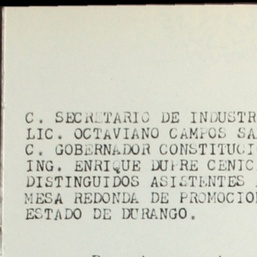 C. SECRETARIO DE INDUSTR
LIC. OCTAVIANO CAMPOS SA
C. GOBERNADOR CONSTITUCI
ING. ENRIQUE DUPRE CENIC
DISTINGUIDOS ASISTENTES
MESA REDONDA DE PROMOCIO
ESTADO DE DURANGO.